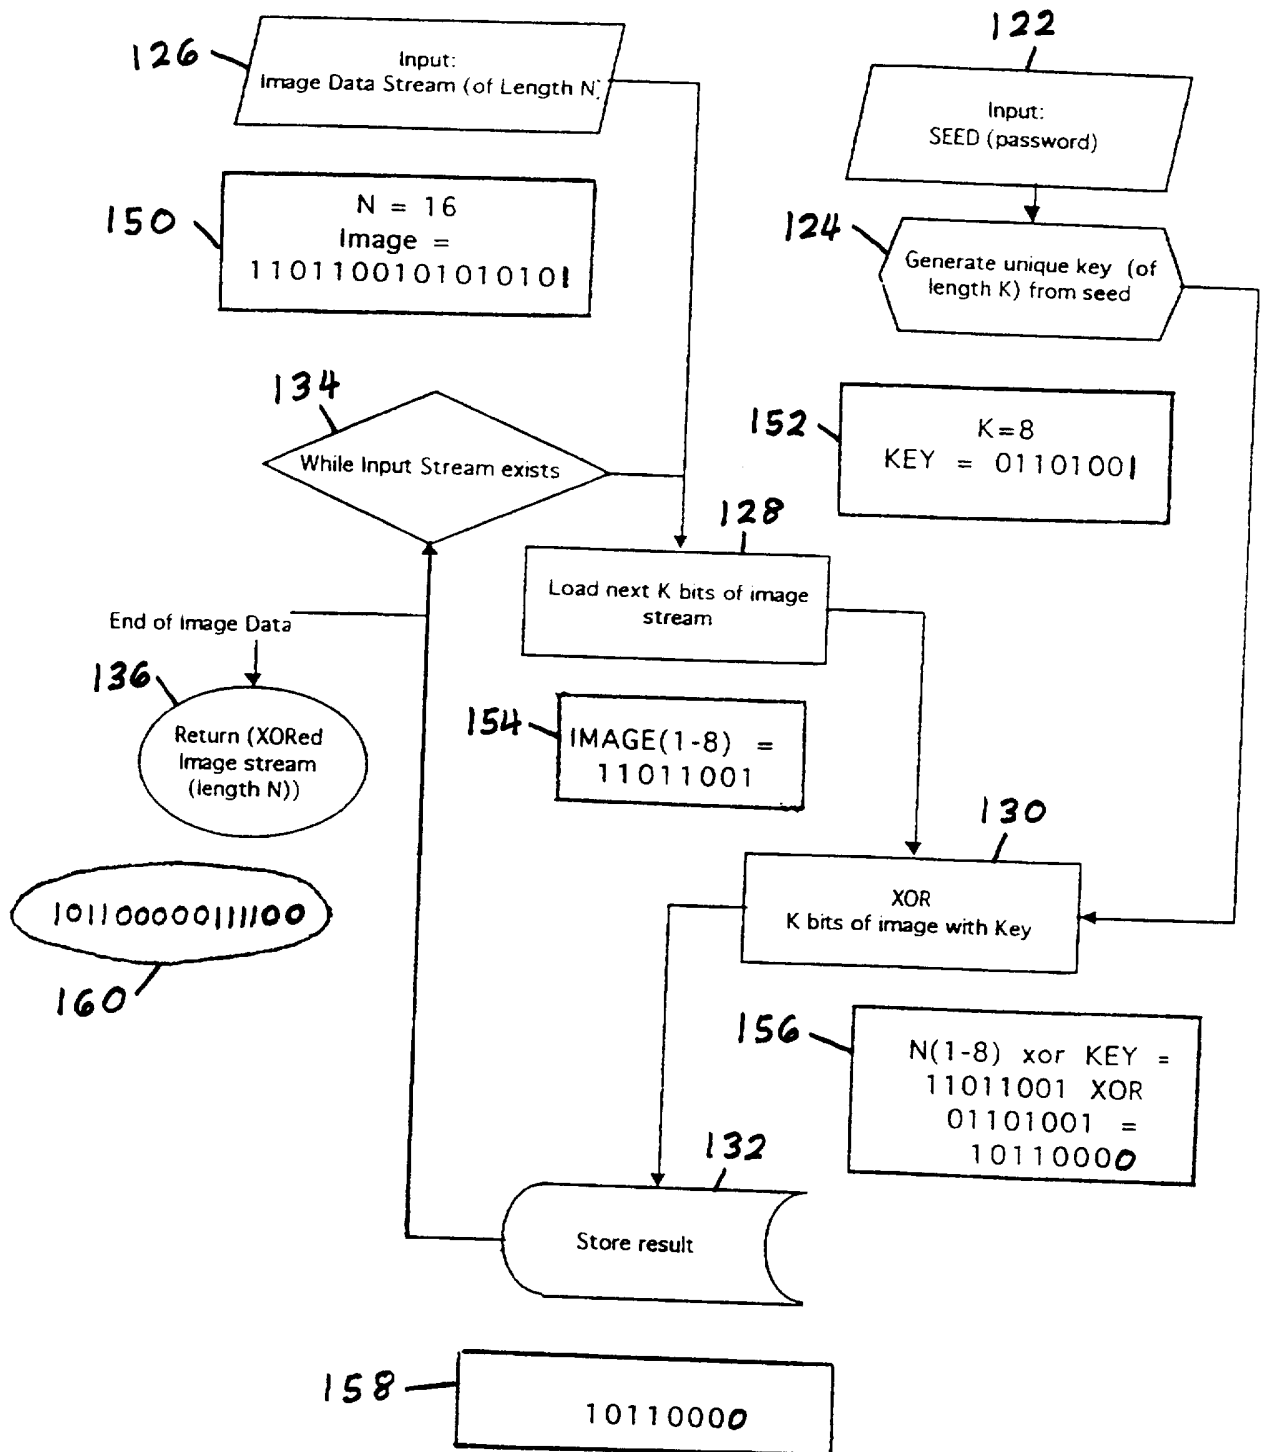 122
126
Input:
Image Data Stream (of Length N)
Input:
SEED (password)
150
N = 16
Image =
1101100101010101
124
Generate unique key (of
length K) from seed
134
While Input Stream exists
152
K=8
KEY = 01101001
128
Load next K bits of image
stream
End of Image Data
136
Return (XORed
Image stream
(length N))
154
IMAGE(1-8) =
11011001
130
XOR
K bits of image with Key
1011000000111100
160
156
N(1-8) xor KEY =
11011001 XOR
01101001 =
10110000
132
Store result
158
10110000